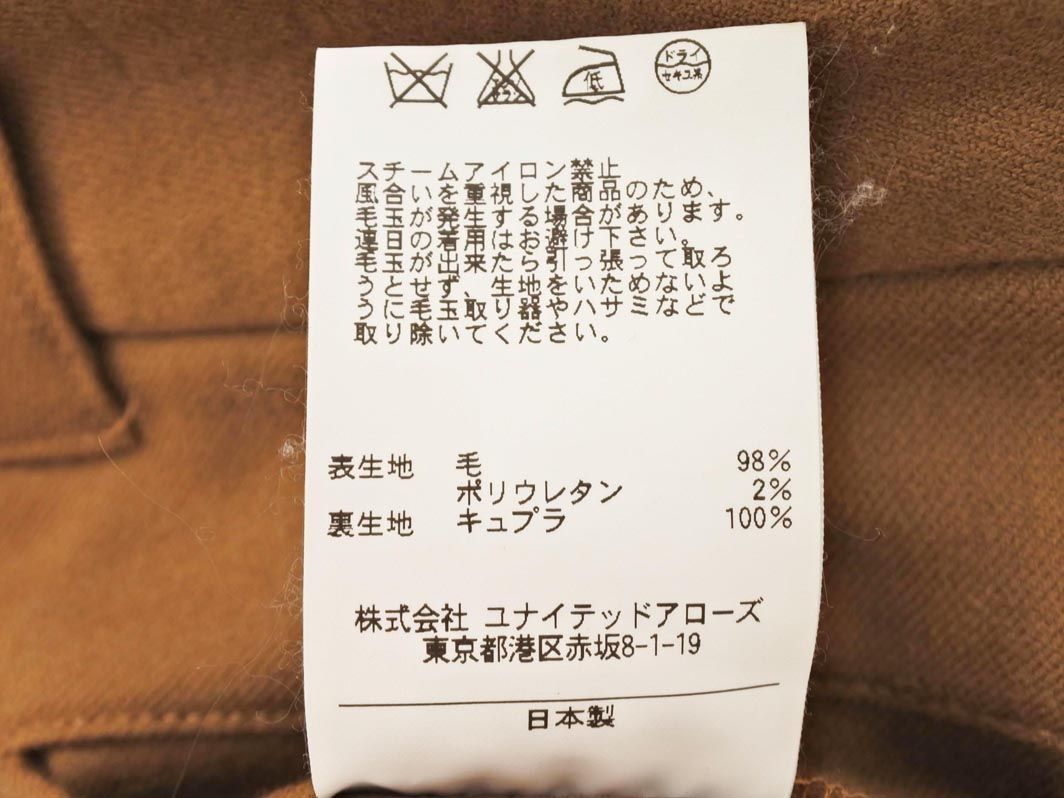 低
ドライ
セキユ系
スチームアイロン禁止
風合いを重視した商品のため、
毛玉が発生する場合があります。
連日の着用はお避け下さい。
毛玉が出来たら引っ張って取ろ
うとせず、生地をいためないよ
うに毛玉取り器やハサミなどで
取り除いてください。
表生地 毛 98%
ポリウレタン 2%
裏生地 キュプラ 100%
株式会社 ユナイテッドアローズ
東京都港区赤坂8-1-19
日本製